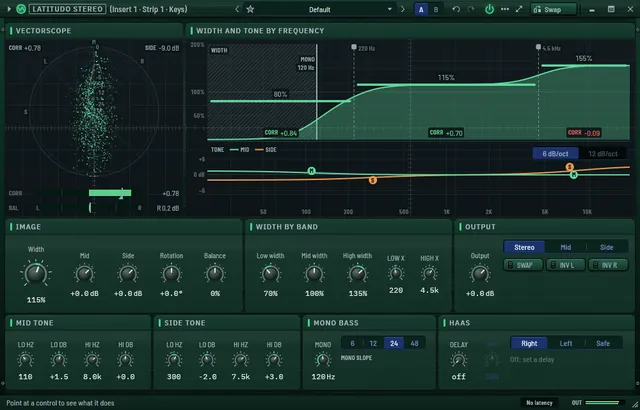 LATITUDO STEREO (Insert 1 · Strip 1 · Keys) Default A B Swap
VECTORSCOPE
CORR +0.78 SIDE -9.0 dB
M
L R
S
CORR +0.78
BAL L R R 0.2 dB
WIDTH AND TONE BY FREQUENCY
200%
WIDTH
MONO
120 Hz
220 Hz
4.5 kHz
80%
115%
155%
100%
50%
CORR +0.84
CORR +0.70
CORR -0.09
TONE MID SIDE
6 dB/oct 12 dB/oct
+6
0 dB
-6
M S S M
50 100 200 500 1K 2K 5K 10K
IMAGE
Width Mid Side Rotation Balance
115% +0.0 dB +0.0 dB +0.0° 0%
WIDTH BY BAND
Low width Mid width High width LOW X HIGH X
70% 100% 135% 220 4.5k
OUTPUT
Output
+0.0 dB
Stereo Mid Side
SWAP INV L INV R
MID TONE
LO HZ LO DB HI HZ HI DB
110 +1.5 8.0k +0.0
SIDE TONE
LO HZ LO DB HI HZ HI DB
300 -2.0 7.5k +3.0
MONO BASS
MONO 6 12 24 48
MONO SLOPE
120 Hz
HAAS
DELAY
off
Right Left Safe
Off: set a delay
Point at a control to see what it does
No latency OUT